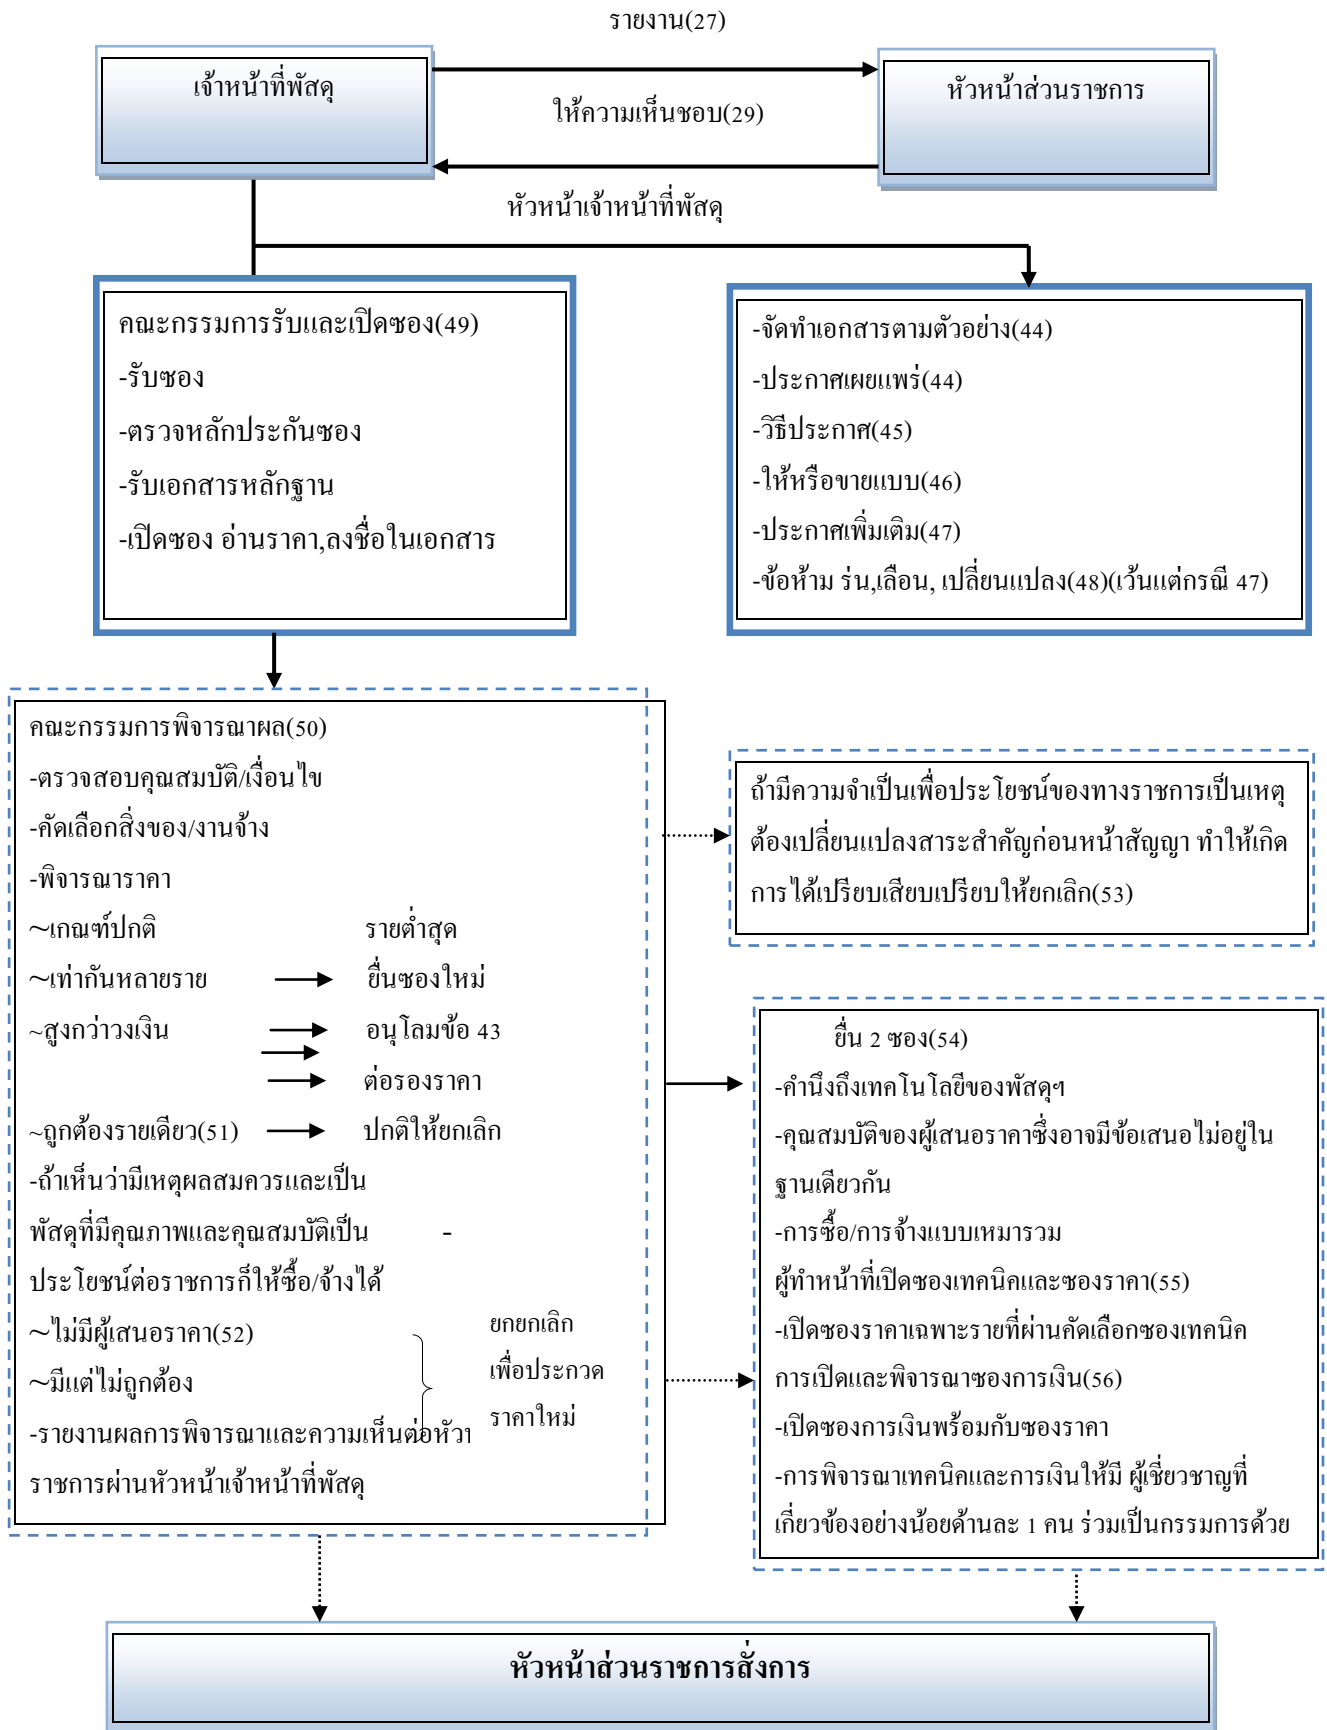 รายงาน(27)
เจ้าหน้าที่พัสดุ
หัวหน้าส่วนราชการ
ให้ความเห็นชอบ(29)
หัวหน้าเจ้าหน้าที่พัสดุ
คณะกรรมการรับและเปิดซอง(49)
-รับซอง
-ตรวจหลักประกันซอง
-รับเอกสารหลักฐาน
-เปิดซอง อ่านราคา,ลงชื่อในเอกสาร
-จัดทำเอกสารตามตัวอย่าง(44)
-ประกาศเผยแพร่(44)
-วิธีประกาศ(45)
-ให้หรือขายแบบ(46)
-ประกาศเพิ่มเติม(47)
-ข้อห้าม ร่น,เลือน, เปลี่ยนแปลง(48)(เว้นแต่กรณี 47)
คณะกรรมการพิจารณาผล(50)
-ตรวจสอบคุณสมบัติ/เงื่อนไข
-คัดเลือกสิ่งของ/งานจ้าง
-พิจารณาราคา
~เกณฑ์ปกติ รายต่ำสุด
~เท่ากันหลายราย ยื่นซองใหม่
~สูงกว่าวงเงิน อนุโลมข้อ 43
ต่อรองราคา
~ถูกต้องรายเดียว(51) ปกติให้ยกเลิก
-ถ้าเห็นว่ามีเหตุผลสมควรและเป็น
พัสดุที่มีคุณภาพและคุณสมบัติเป็น -
ประโยชน์ต่อราชการก็ให้ซื้อ/จ้างได้
~ไม่มีผู้เสนอราคา(52)
~มีแต่ไม่ถูกต้อง
ยกยกเลิก
เพื่อประกวด
ราคาใหม่
-รายงานผลการพิจารณาและความเห็นต่อหัวห
ราชการผ่านหัวหน้าเจ้าหน้าที่พัสดุ
ถ้ามีความจำเป็นเพื่อประโยชน์ของทางราชการเป็นเหตุ
ต้องเปลี่ยนแปลงสาระสำคัญก่อนหน้าสัญญา ทำให้เกิด
การได้เปรียบเสียบเปรียบให้ยกเลิก(53)
ยื่น 2 ซอง(54)
-คำนึงถึงเทคโนโลยีของพัสดุฯ
-คุณสมบัติของผู้เสนอราคาซึ่งอาจมีข้อเสนอไม่อยู่ใน
ฐานเดียวกัน
-การซื้อ/การจ้างแบบเหมารวม
ผู้ทำหน้าที่เปิดซองเทคนิคและซองราคา(55)
-เปิดซองราคาเฉพาะรายที่ผ่านคัดเลือกซองเทคนิค
การเปิดและพิจารณาซองการเงิน(56)
-เปิดซองการเงินพร้อมกับซองราคา
-การพิจารณาเทคนิคและการเงินให้มี ผู้เชี่ยวชาญที่
เกี่ยวข้องอย่างน้อยด้านละ 1 คน ร่วมเป็นกรรมการด้วย
หัวหน้าส่วนราชการสั่งการ